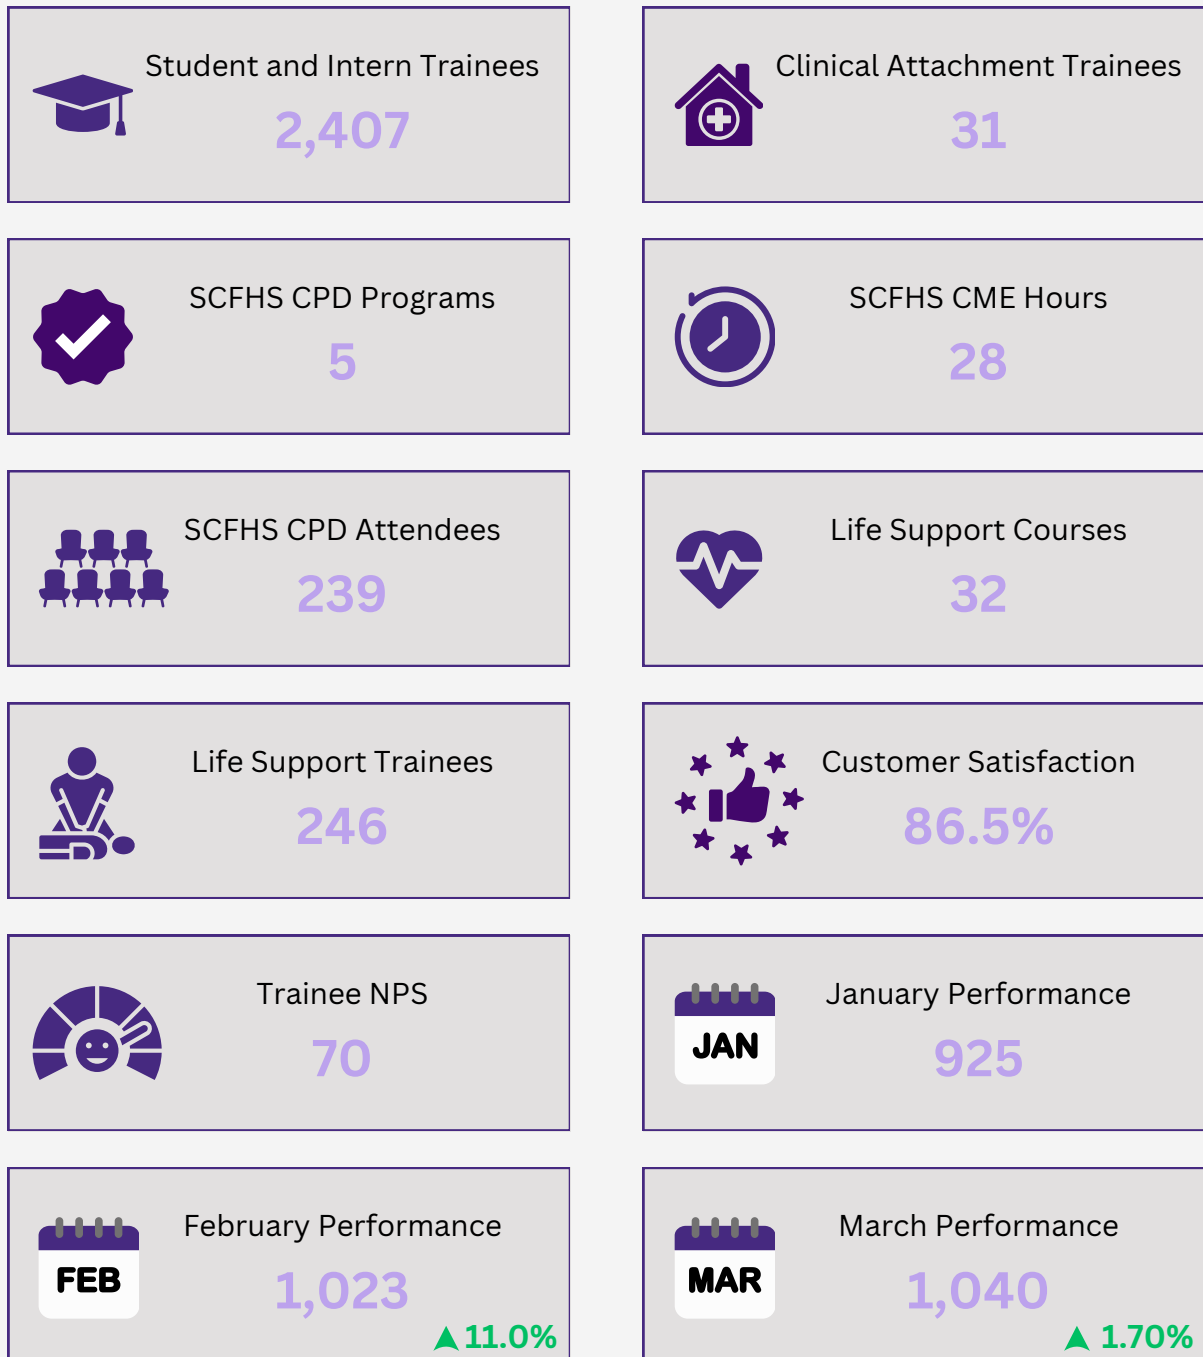 Student and Intern Trainees
2,407
Clinical Attachment Trainees
31
SCFHS CPD Programs
5
SCFHS CME Hours
28
SCFHS CPD Attendees
239
Life Support Courses
32
Life Support Trainees
246
Customer Satisfaction
86.5%
Trainee NPS
70
JAN
January Performance
925
FEB
February Performance
1,023
11.0%
MAR
March Performance
1,040
1.70%